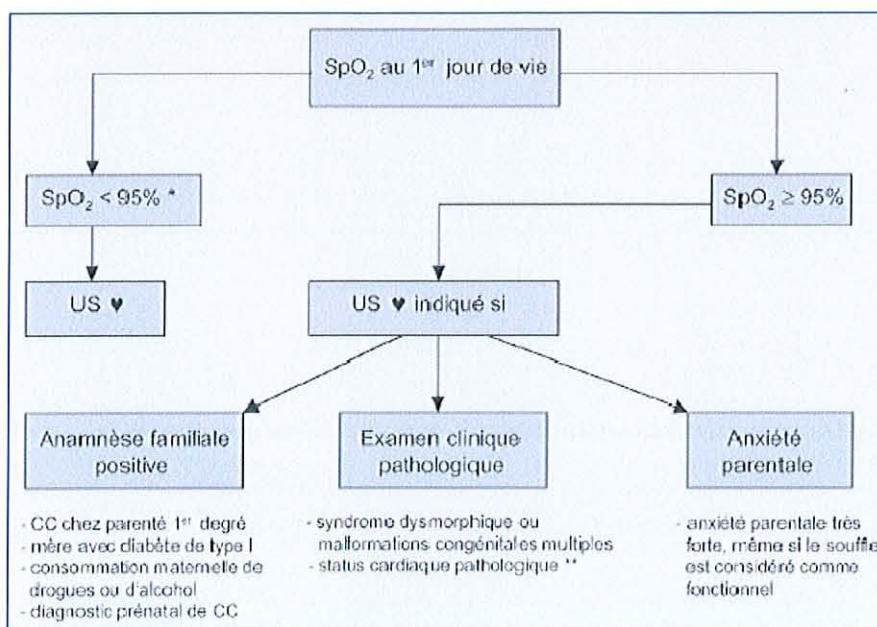 SpO₂ au 1er jour de vie
SpO₂ < 95% *
SpO₂ ≥ 95%
US ♥
US ♥ indiqué si
Anamnèse familiale
positive
Examen clinique
pathologique
Anxiété
parentale
- CC chez parenté 1er degré
- mère avec diabète de type I
- consommation maternelle de
drogues ou d'alcohol
- diagnostic prénatal de CC
- syndrome dysmorphique ou
malformations congénitales multiples
- status cardiaque pathologique **
- anxiété parentale très
forte, même si le souffle
est considéré comme
fonctionnel